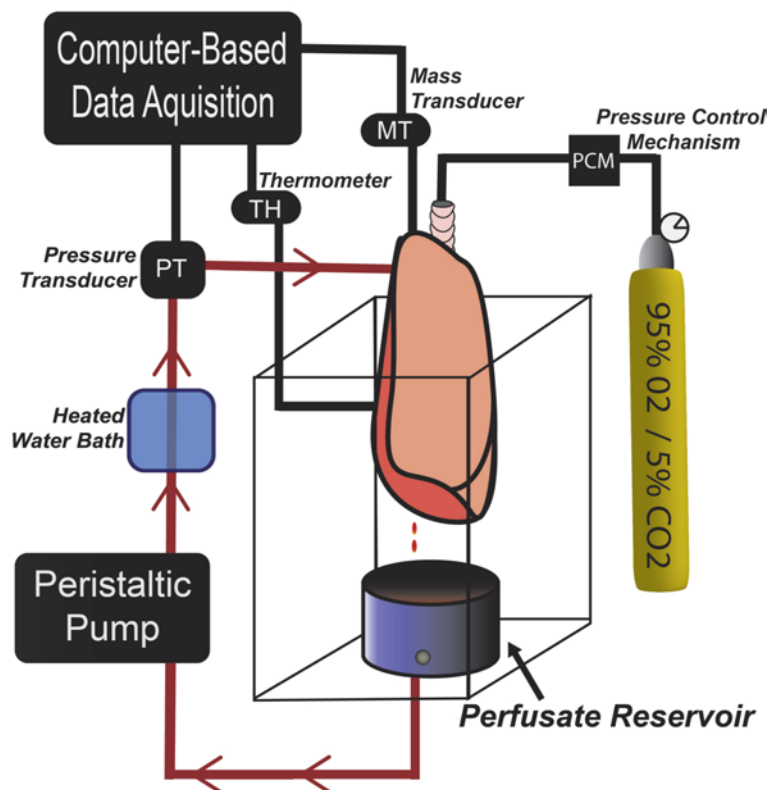 Computer-Based
Data Aquisition
Mass
Transducer
MT
Pressure Control
Mechanism
PCM
Thermometer
TH
Pressure
Transducer
PT
95% 02 / 5% CO2
Heated
Water Bath
Peristaltic
Pump
Perfusate Reservoir